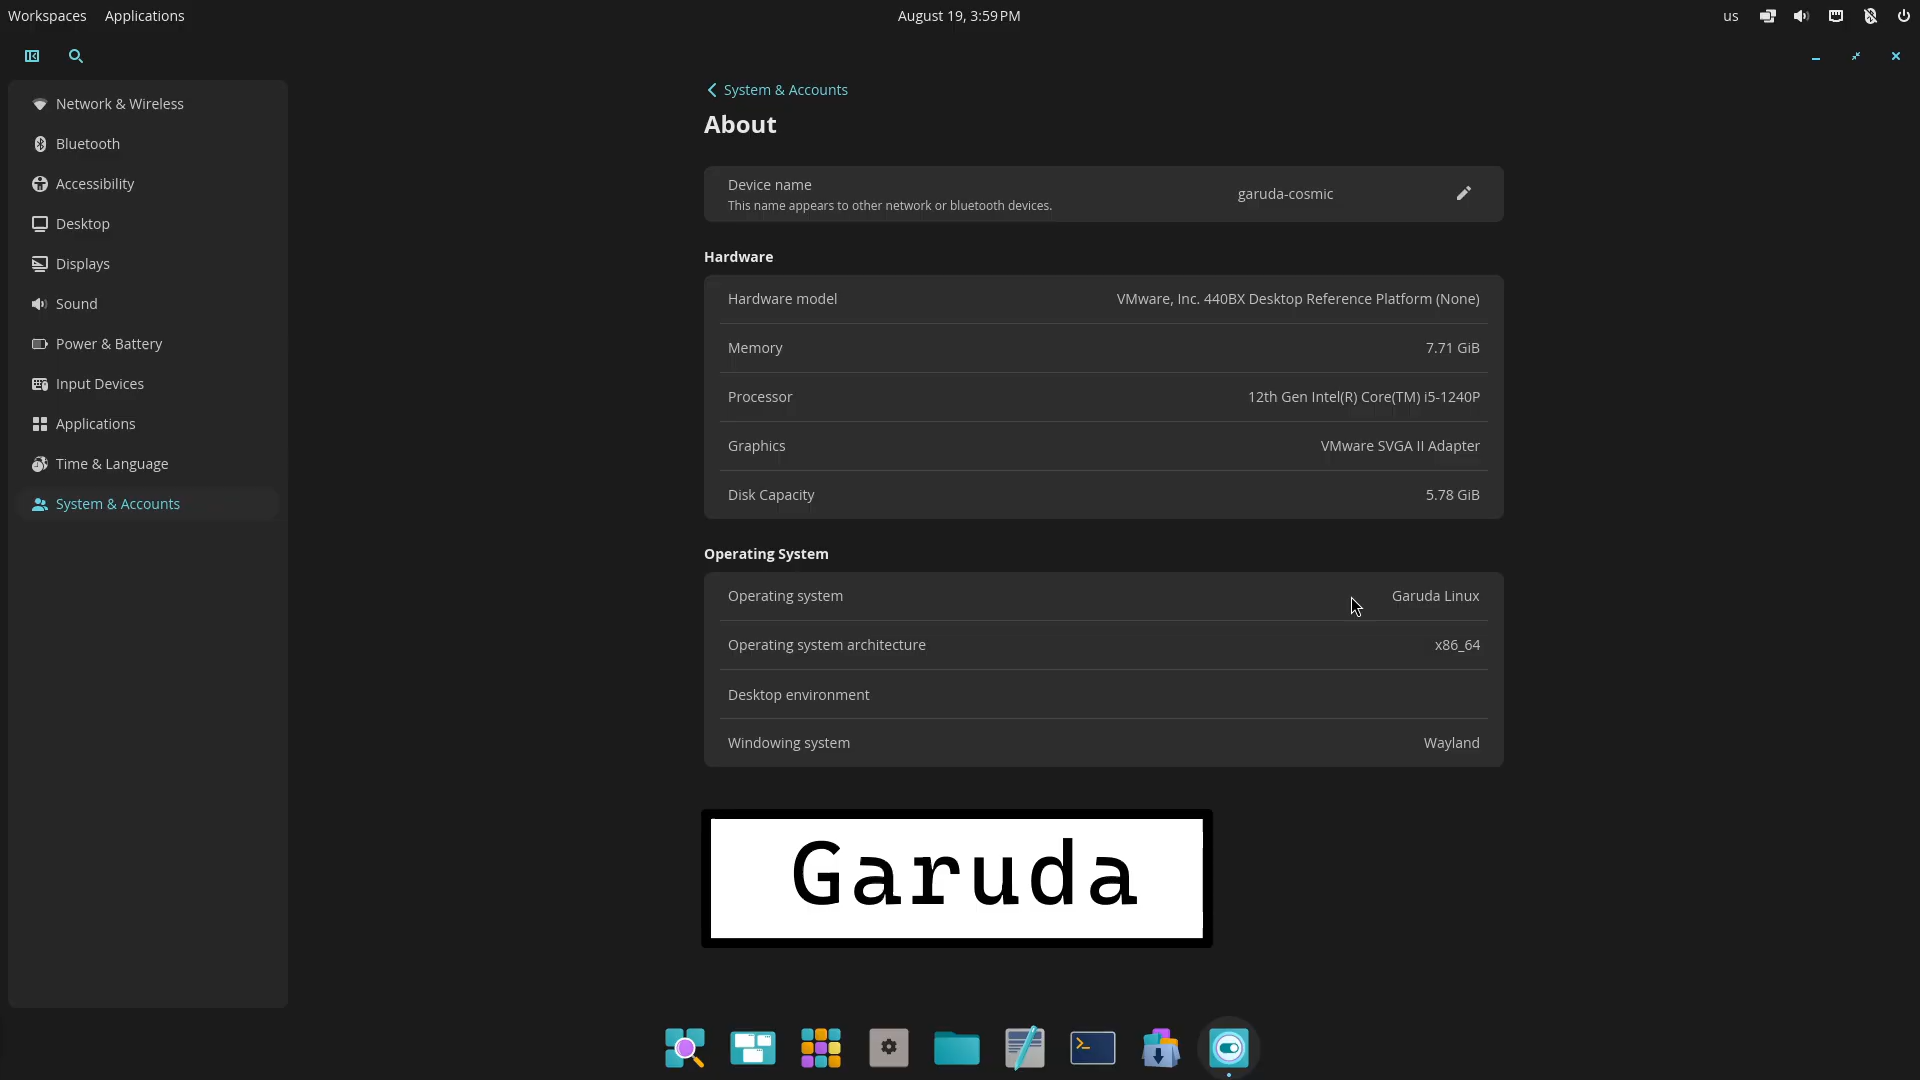 Workspaces Applications August 19, 3:59 PM us
System & Accounts
About
Network & Wireless
Bluetooth
Accessibility
Desktop
Displays
Sound
Power & Battery
Input Devices
Applications
Time & Language
System & Accounts
Device name garuda-cosmic
This name appears to other network or bluetooth devices.
Hardware
Hardware model VMware, Inc. 440BX Desktop Reference Platform (None)
Memory 7.71 GiB
Processor 12th Gen Intel(R) Core(TM) i5-1240P
Graphics VMware SVGA II Adapter
Disk Capacity 5.78 GiB
Operating System
Operating system Garuda Linux
Operating system architecture x86_64
Desktop environment
Windowing system Wayland
Garuda